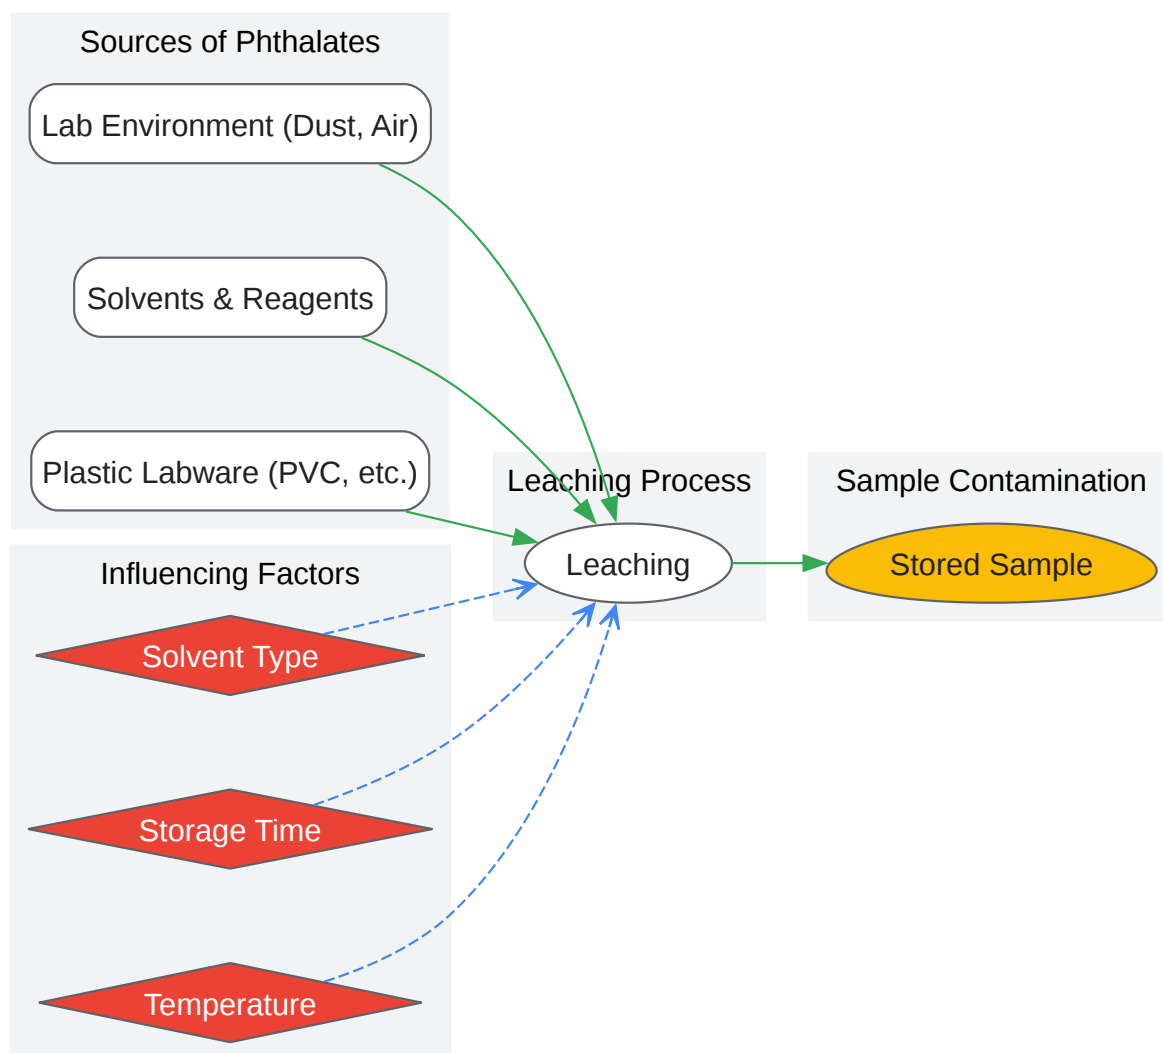 Sources of Phthalates
Lab Environment (Dust, Air)
Solvents & Reagents
Plastic Labware (PVC, etc.)
Leaching Process
Leaching
Sample Contamination
Stored Sample
Influencing Factors
Solvent Type
Storage Time
Temperature